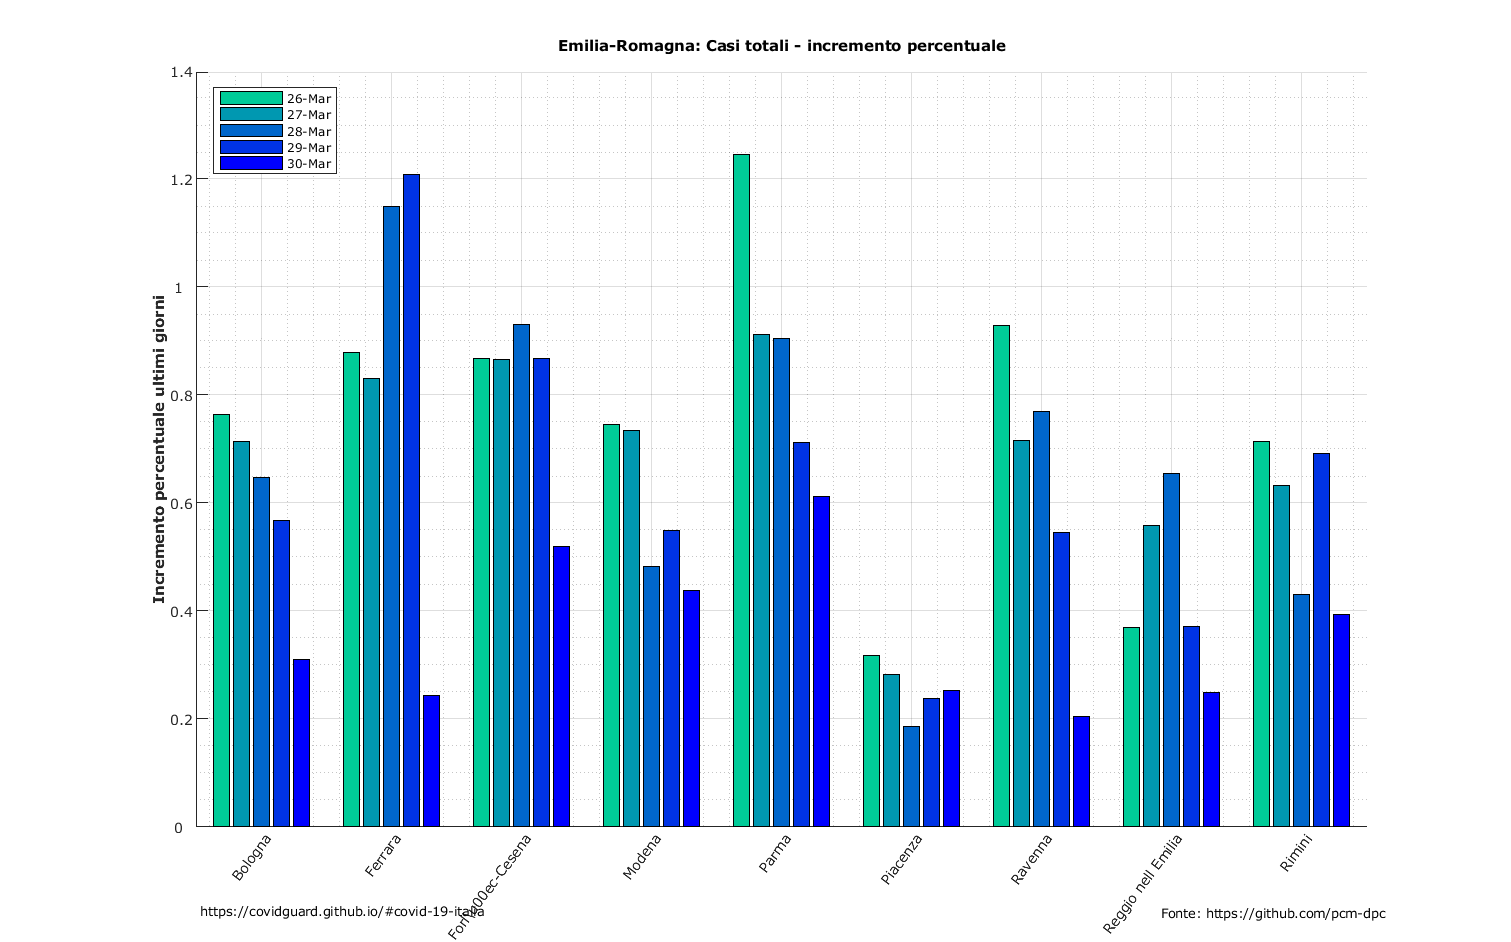 Emilia-Romagna: Casi totali - incremento percentuale
1.4
1.2
1
0.8
0.6
0.4
0.2
0
Incremento percentuale ultimi giorni
26-Mar
27-Mar
28-Mar
29-Mar
30-Mar
Bologna
Ferrara
Modena
Parma
Piacenza
Ravenna
Reggio nell Emilia
Rimini
https://covidguard.github.io/#covid-19-italia
Fonte: https://github.com/pcm-dpc